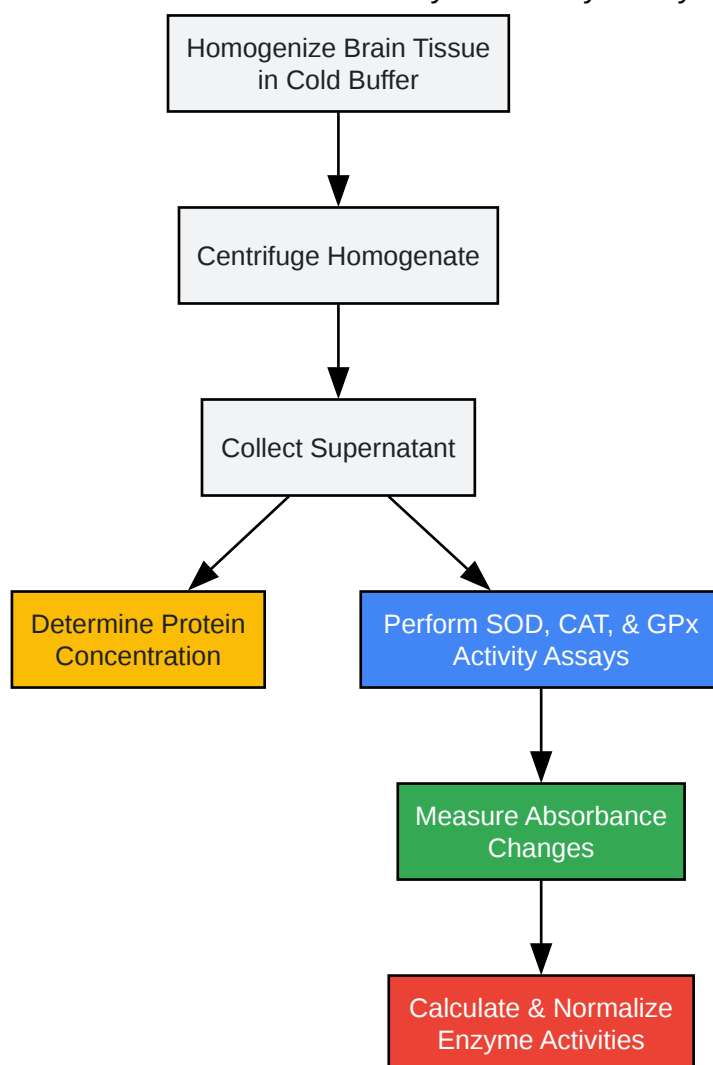 Homogenize Brain Tissue
in Cold Buffer
Centrifuge Homogenate
Collect Supernatant
Determine Protein
Concentration
Perform SOD, CAT, & GPx
Activity Assays
Measure Absorbance
Changes
Calculate & Normalize
Enzyme Activities